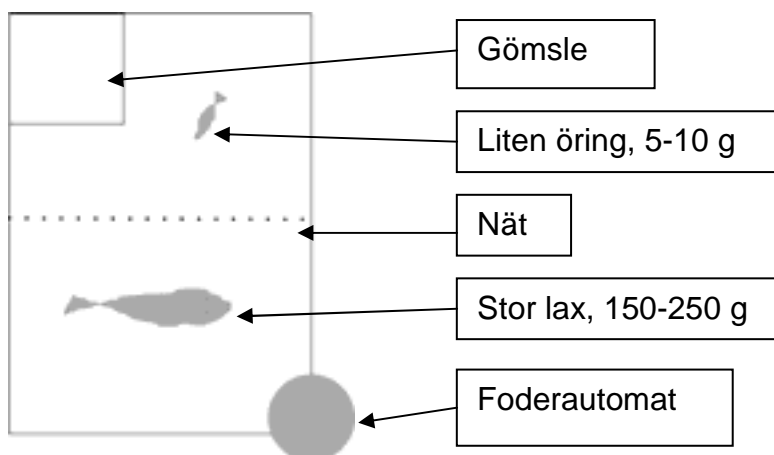 Gömsle
Liten öring, 5-10 g
Nät
Stor lax, 150-250 g
Foderautomat